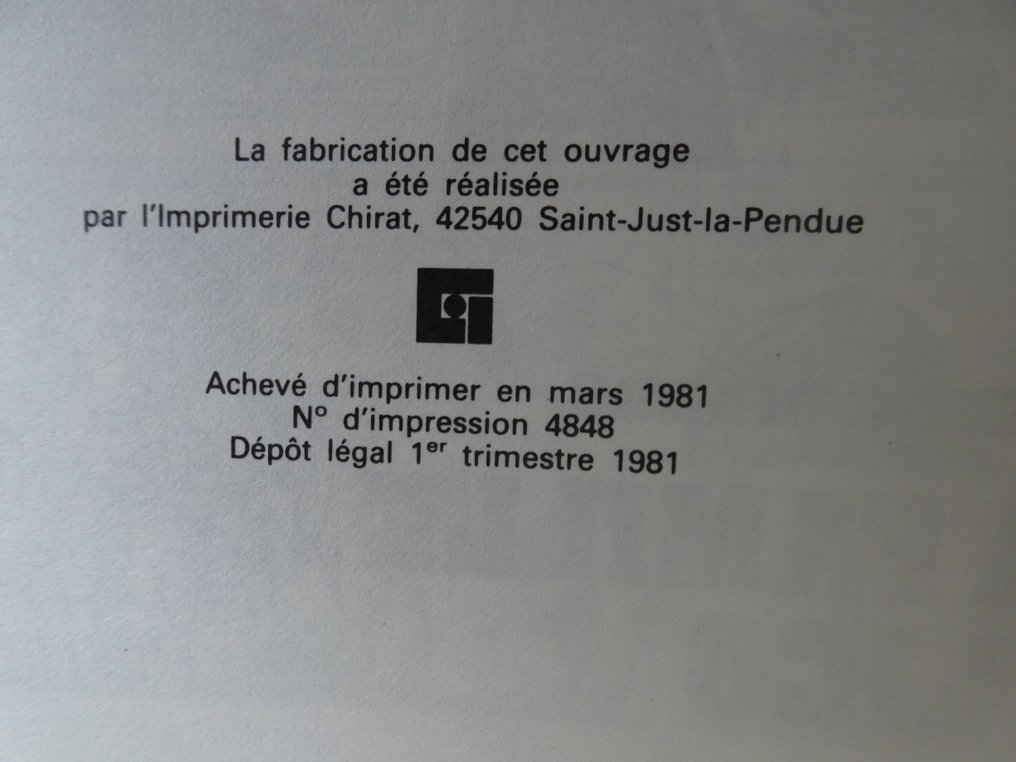 La fabrication de cet ouvrage
a été réalisée
par l'Imprimerie Chirat, 42540 Saint-Just-la-Pendue
Achevé d'imprimer en mars 1981
N° d'impression 4848
Dépôt légal 1er trimestre 1981